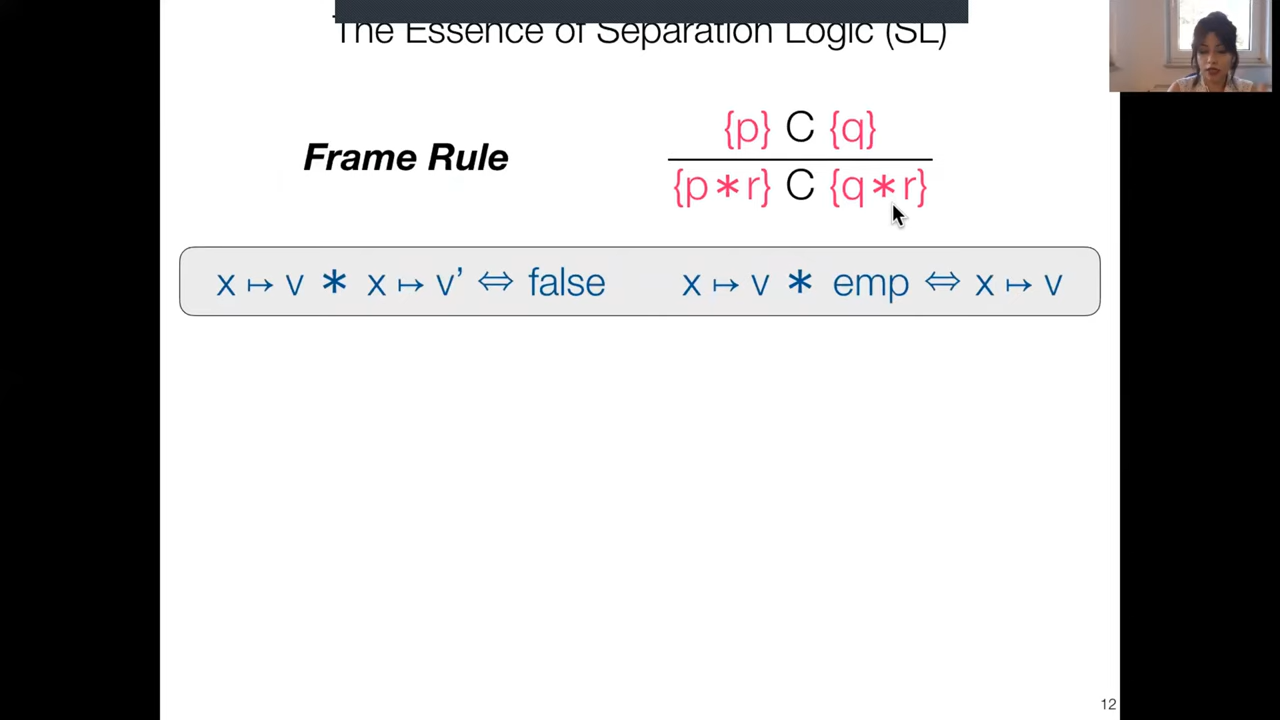 The Essence of Separation Logic (SL)
Frame Rule
{p} C {q}
{p ∗ r} C {q ∗ r}
x ↦ v ∗ x ↦ v’ ⇔ false x ↦ v ∗ emp ⇔ x ↦ v
12